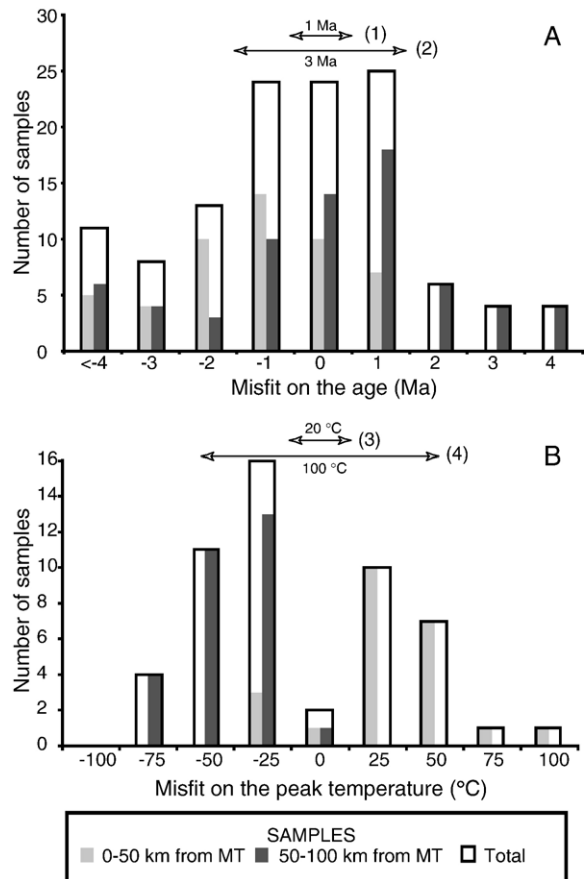 A
1 Ma (1)
(2)
3 Ma
Number of samples
30
25
20
15
10
5
0
<-4 -3 -2 -1 0 1 2 3 4
Misfit on the age (Ma)
B
20 °C (3)
(4)
100 °C
Number of samples
16
14
12
10
8
6
4
2
0
-100 -75 -50 -25 0 25 50 75 100
Misfit on the peak temperature (°C)
SAMPLES
0-50 km from MT 50-100 km from MT Total